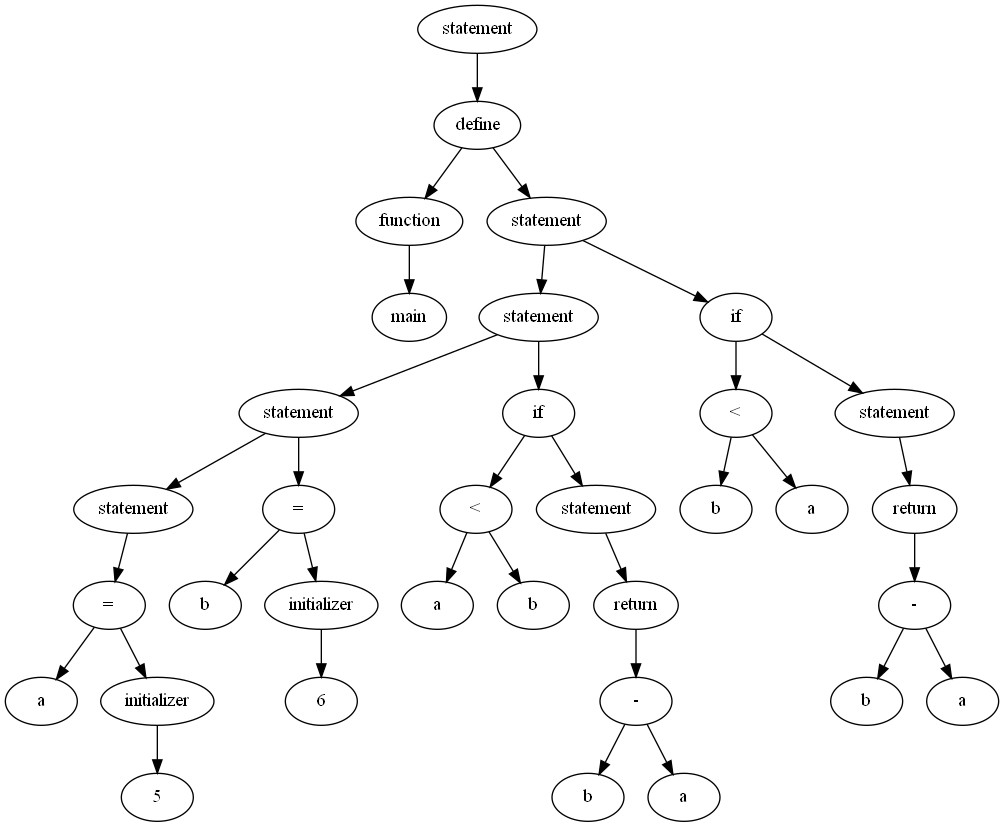 statement
define
function statement
main statement if
statement if < statement
statement = < statement b a return
= b initializer a b return -
a initializer 6 - b a
5 b a